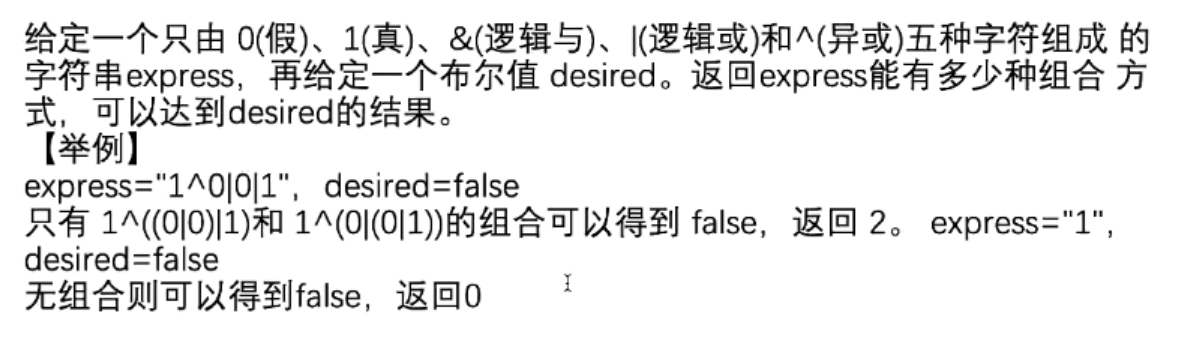 给定一个只由 0(假)、1(真)、&(逻辑与)、|(逻辑或)和^(异或)五种字符组成 的
字符串express，再给定一个布尔值 desired。返回express能有多少种组合 方
式，可以达到desired的结果。
【举例】
express="1^0|0|1"，desired=false
只有 1^((0|0)|1)和 1^(0|(0|1))的组合可以得到 false，返回 2。 express="1",
desired=false
无组合则可以得到false，返回0